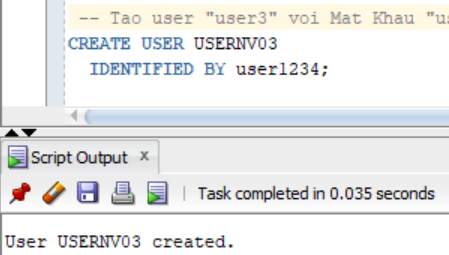 -- Tao user "user3" voi Mat Khau "us
CREATE USER USERNV03
IDENTIFIED BY user1234;
Script Output x
Task completed in 0.035 seconds
User USERNV03 created.